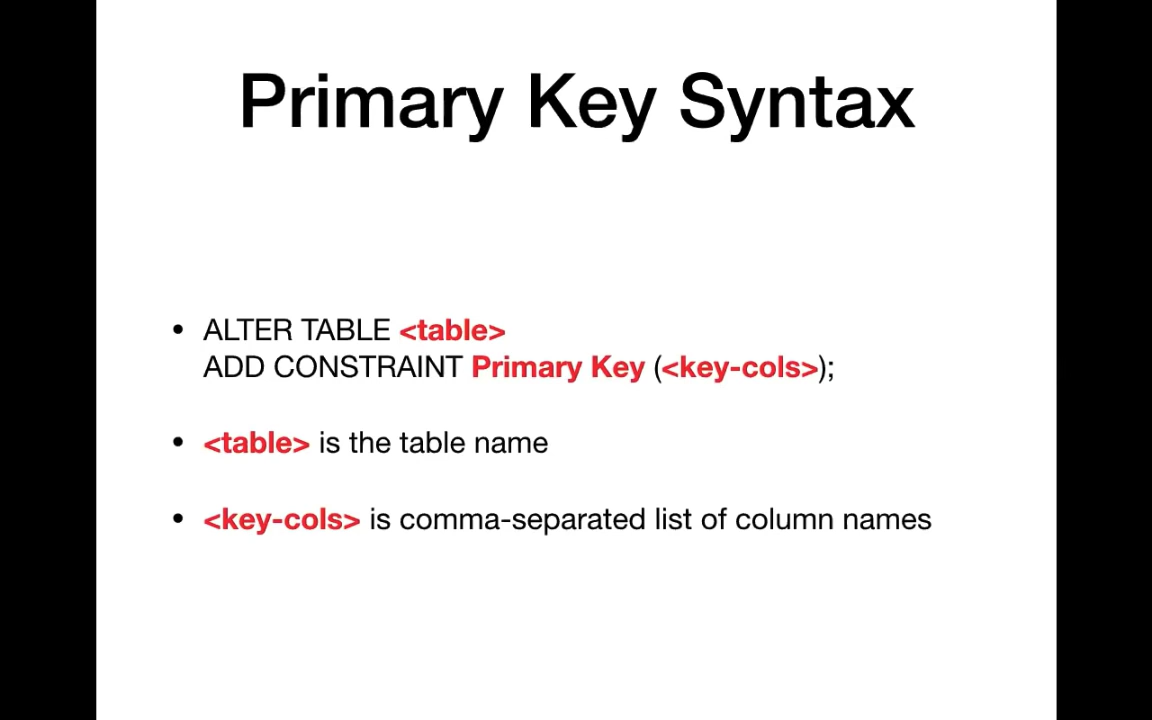 Primary Key Syntax
• ALTER TABLE <table>
ADD CONSTRAINT Primary Key (<key-cols>);
• <table> is the table name
• <key-cols> is comma-separated list of column names